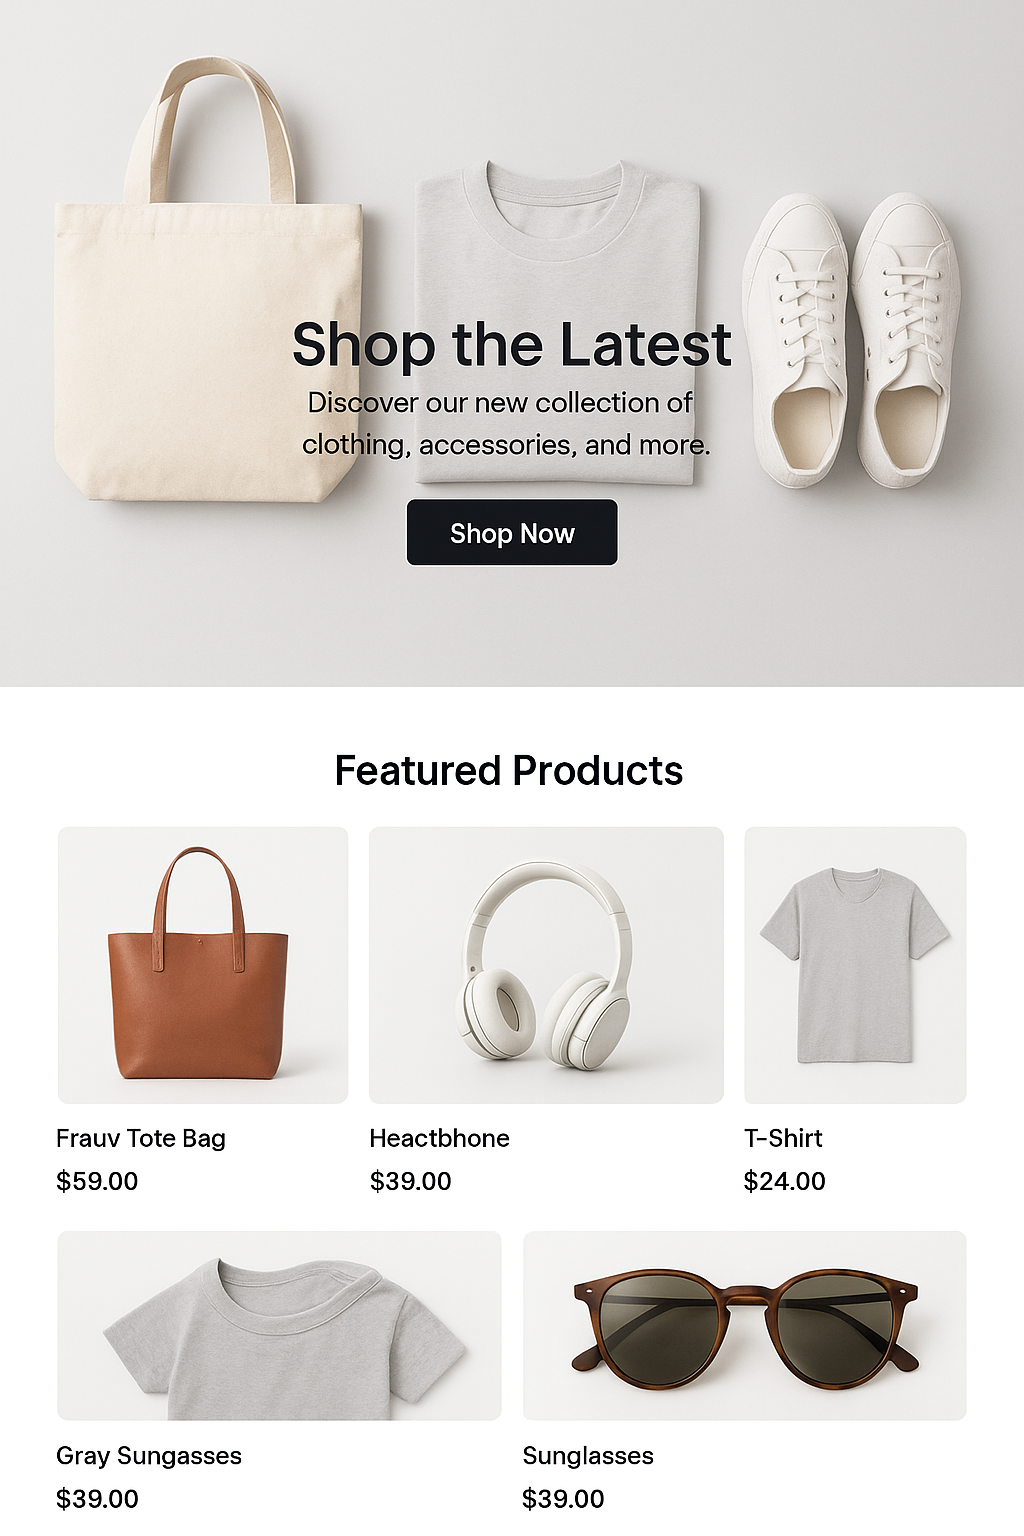 Shop the Latest
Discover our new collection of
clothing, accessories, and more.
Shop Now
Featured Products
Frauv Tote Bag
$59.00
Heactbhone
$39.00
T-Shirt
$24.00
Gray Sungasses
$39.00
Sunglasses
$39.00